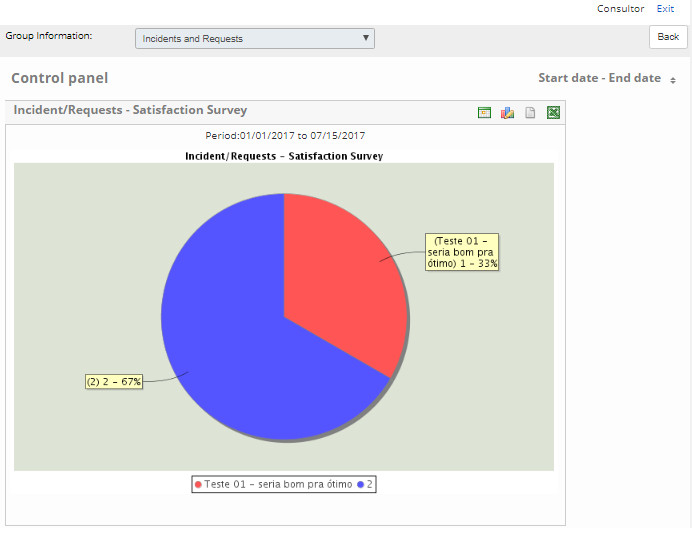 Consultor Exit
Group Information: Incidents and Requests Back
Control panel Start date - End date
Incident/Requests - Satisfaction Survey
Period:01/01/2017 to 07/15/2017
Incident/Requests - Satisfaction Survey
(Teste 01 -
seria bom pra
ótimo) 1 - 33%
(2) 2 - 67%
Teste 01 - seria bom pra ótimo 2